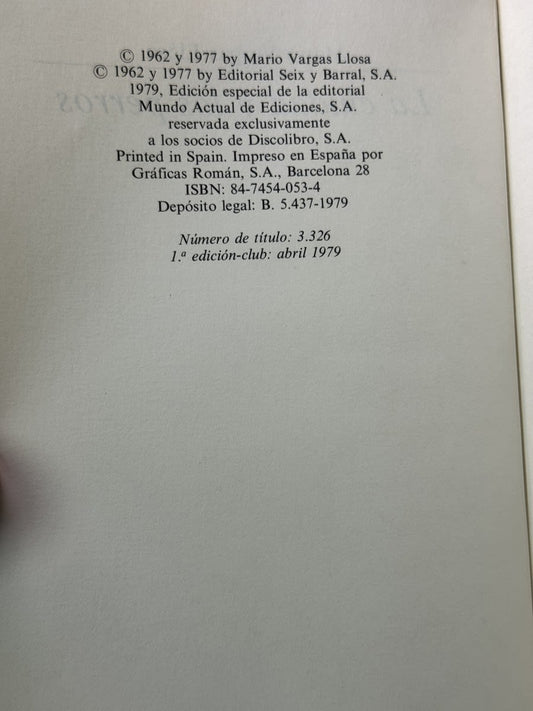 © 1962 y 1977 by Mario Vargas Llosa
© 1962 y 1977 by Editorial Seix y Barral, S.A.
1979, Edición especial de la editorial
Mundo Actual de Ediciones, S.A.
reservada exclusivamente
a los socios de Discolibro, S.A.
Printed in Spain. Impreso en España por
Gráficas Román, S.A., Barcelona 28
ISBN: 84-7454-053-4
Depósito legal: B. 5.437-1979
Número de título: 3.326
1.ª edición-club: abril 1979